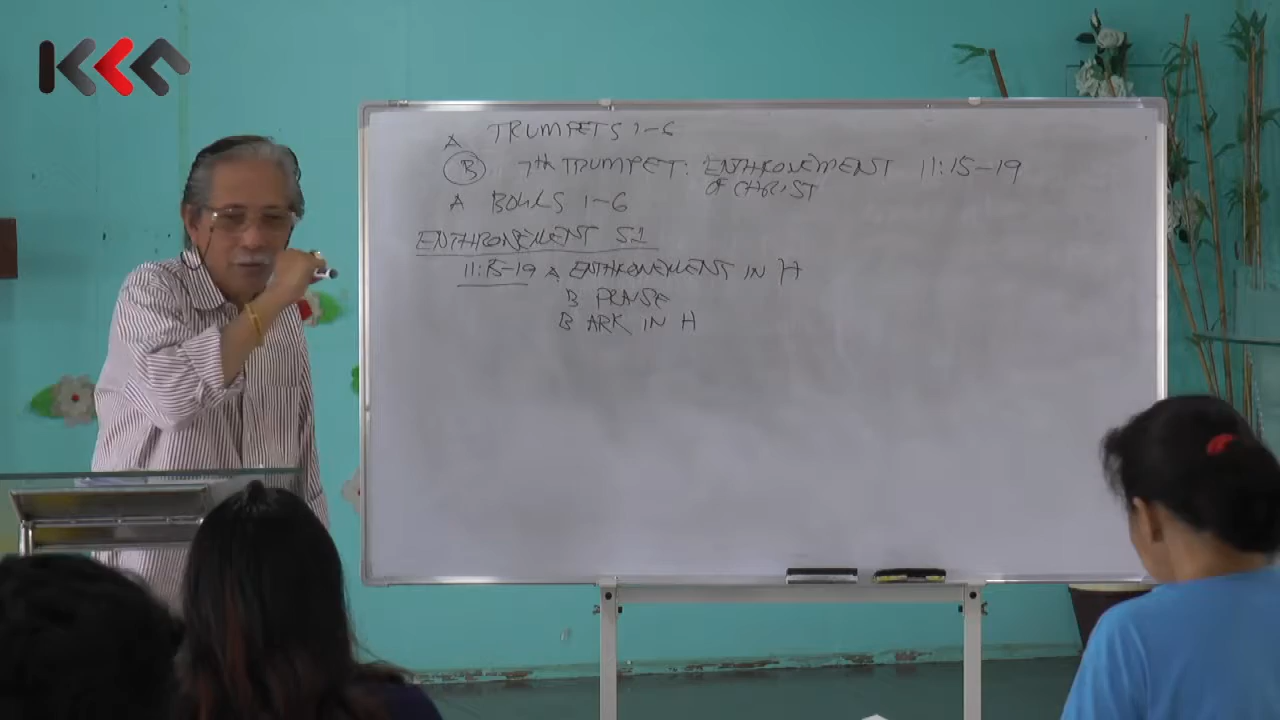 KCC
A TRUMPETS 1-6
B 7th TRUMPET: ENTHRONEMENT 11:15-19
OF CHRIST
A BOWLS 1-6
ENTHRONEMENT
11:15-19 A ENTHRONEMENT IN H
B PRAISE
B ARK IN H